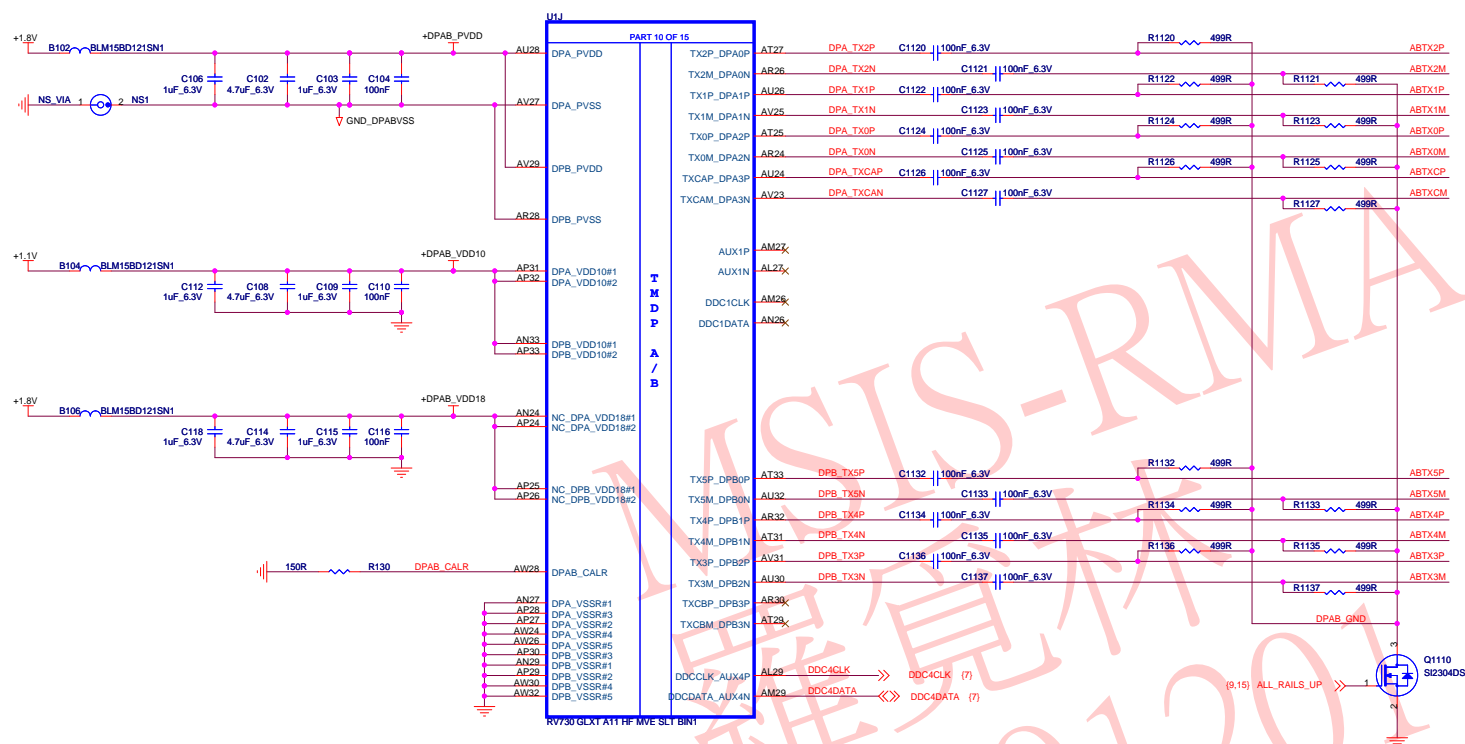 U1J
PART 10 OF 15
TMDP A/B
RV730 GLXT A11 HF MVE SLT BIN1
+1.8V
B102 BLM15BD121SN1
+DPAB_PVDD
AU28 DPA_PVDD
C106 1uF_6.3V
C102 4.7uF_6.3V
C103 1uF_6.3V
C104 100nF
NS_VIA 1 2 NS1
AV27 DPA_PVSS
GND_DPABVSS
AV29 DPB_PVDD
AR28 DPB_PVSS
+1.1V
B104 BLM15BD121SN1
+DPAB_VDD10
AP31 DPA_VDD10#1
AP32 DPA_VDD10#2
C112 1uF_6.3V
C108 4.7uF_6.3V
C109 1uF_6.3V
C110 100nF
AN33 DPB_VDD10#1
AP33 DPB_VDD10#2
+1.8V
B106 BLM15BD121SN1
+DPAB_VDD18
AN24 NC_DPA_VDD18#1
AP24 NC_DPA_VDD18#2
C118 1uF_6.3V
C114 4.7uF_6.3V
C115 1uF_6.3V
C116 100nF
AP25 NC_DPB_VDD18#1
AP26 NC_DPB_VDD18#2
150R R130 DPAB_CALR AW28 DPAB_CALR
AN27 DPA_VSSR#1
AP28 DPA_VSSR#3
AP27 DPA_VSSR#2
AW24 DPA_VSSR#4
AW26 DPA_VSSR#5
AP30 DPB_VSSR#3
AN29 DPB_VSSR#1
AP29 DPB_VSSR#2
AW30 DPB_VSSR#4
AW32 DPB_VSSR#5
TX2P_DPA0P AT27 DPA_TX2P C1120 100nF_6.3V R1120 499R ABTX2P
TX2M_DPA0N AR26 DPA_TX2N C1121 100nF_6.3V R1121 499R ABTX2M
TX1P_DPA1P AU26 DPA_TX1P C1122 100nF_6.3V R1122 499R ABTX1P
TX1M_DPA1N AV25 DPA_TX1N C1123 100nF_6.3V R1123 499R ABTX1M
TX0P_DPA2P AT25 DPA_TX0P C1124 100nF_6.3V R1124 499R ABTX0P
TX0M_DPA2N AR24 DPA_TX0N C1125 100nF_6.3V R1125 499R ABTX0M
TXCAP_DPA3P AU24 DPA_TXCAP C1126 100nF_6.3V R1126 499R ABTXCP
TXCAM_DPA3N AV23 DPA_TXCAN C1127 100nF_6.3V R1127 499R ABTXCM
AUX1P AM27
AUX1N AL27
DDC1CLK AM26
DDC1DATA AN26
TX5P_DPB0P AT33 DPB_TX5P C1132 100nF_6.3V R1132 499R ABTX5P
TX5M_DPB0N AU32 DPB_TX5N C1133 100nF_6.3V R1133 499R ABTX5M
TX4P_DPB1P AR32 DPB_TX4P C1134 100nF_6.3V R1134 499R ABTX4P
TX4M_DPB1N AT31 DPB_TX4N C1135 100nF_6.3V R1135 499R ABTX4M
TX3P_DPB2P AV31 DPB_TX3P C1136 100nF_6.3V R1136 499R ABTX3P
TX3M_DPB2N AU30 DPB_TX3N C1137 100nF_6.3V R1137 499R ABTX3M
TXCBP_DPB3P AR30
TXCBM_DPB3N AT29
DPAB_GND
DDCCLK_AUX4P AL29 DDC4CLK DDC4CLK {7}
DDCDATA_AUX4N AM29 DDC4DATA DDC4DATA {7}
{9,15} ALL_RAILS_UP 1 2 3 Q1110 SI2304DS
MSIS-RMA
羅覓林